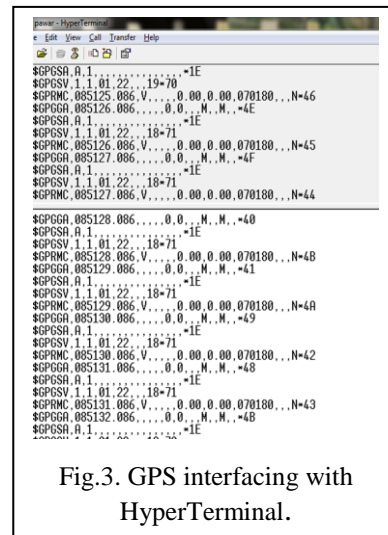 pawar - HyperTerminal
e Edit View Call Transfer Help
$GPGSA,A,1,,,,,,,,,,,,,,,*1E
$GPGSV,1,1,01,22,,,19*70
$GPRMC,085125.086,V,,,,,0.00,0.00,070180,,,N*46
$GPGGA,085126.086,,,,,0,0,,,M,,M,,*4E
$GPGSA,A,1,,,,,,,,,,,,,,,*1E
$GPGSV,1,1,01,22,,,18*71
$GPRMC,085126.086,V,,,,,0.00,0.00,070180,,,N*45
$GPGGA,085127.086,,,,,0,0,,,M,,M,,*4F
$GPGSA,A,1,,,,,,,,,,,,,,,*1E
$GPGSV,1,1,01,22,,,18*71
$GPRMC,085127.086,V,,,,,0.00,0.00,070180,,,N*44
$GPGGA,085128.086,,,,,0,0,,,M,,M,,*40
$GPGSA,A,1,,,,,,,,,,,,,,,*1E
$GPGSV,1,1,01,22,,,18*71
$GPRMC,085128.086,V,,,,,0.00,0.00,070180,,,N*4B
$GPGGA,085129.086,,,,,0,0,,,M,,M,,*41
$GPGSA,A,1,,,,,,,,,,,,,,,*1E
$GPGSV,1,1,01,22,,,18*71
$GPRMC,085129.086,V,,,,,0.00,0.00,070180,,,N*4A
$GPGGA,085130.086,,,,,0,0,,,M,,M,,*49
$GPGSA,A,1,,,,,,,,,,,,,,,*1E
$GPGSV,1,1,01,22,,,18*71
$GPRMC,085130.086,V,,,,,0.00,0.00,070180,,,N*42
$GPGGA,085131.086,,,,,0,0,,,M,,M,,*48
$GPGSA,A,1,,,,,,,,,,,,,,,*1E
$GPGSV,1,1,01,22,,,18*71
$GPRMC,085131.086,V,,,,,0.00,0.00,070180,,,N*43
$GPGGA,085132.086,,,,,0,0,,,M,,M,,*4B
$GPGSA,A,1,,,,,,,,,,,,,,,*1E
Fig.3. GPS interfacing with
HyperTerminal.